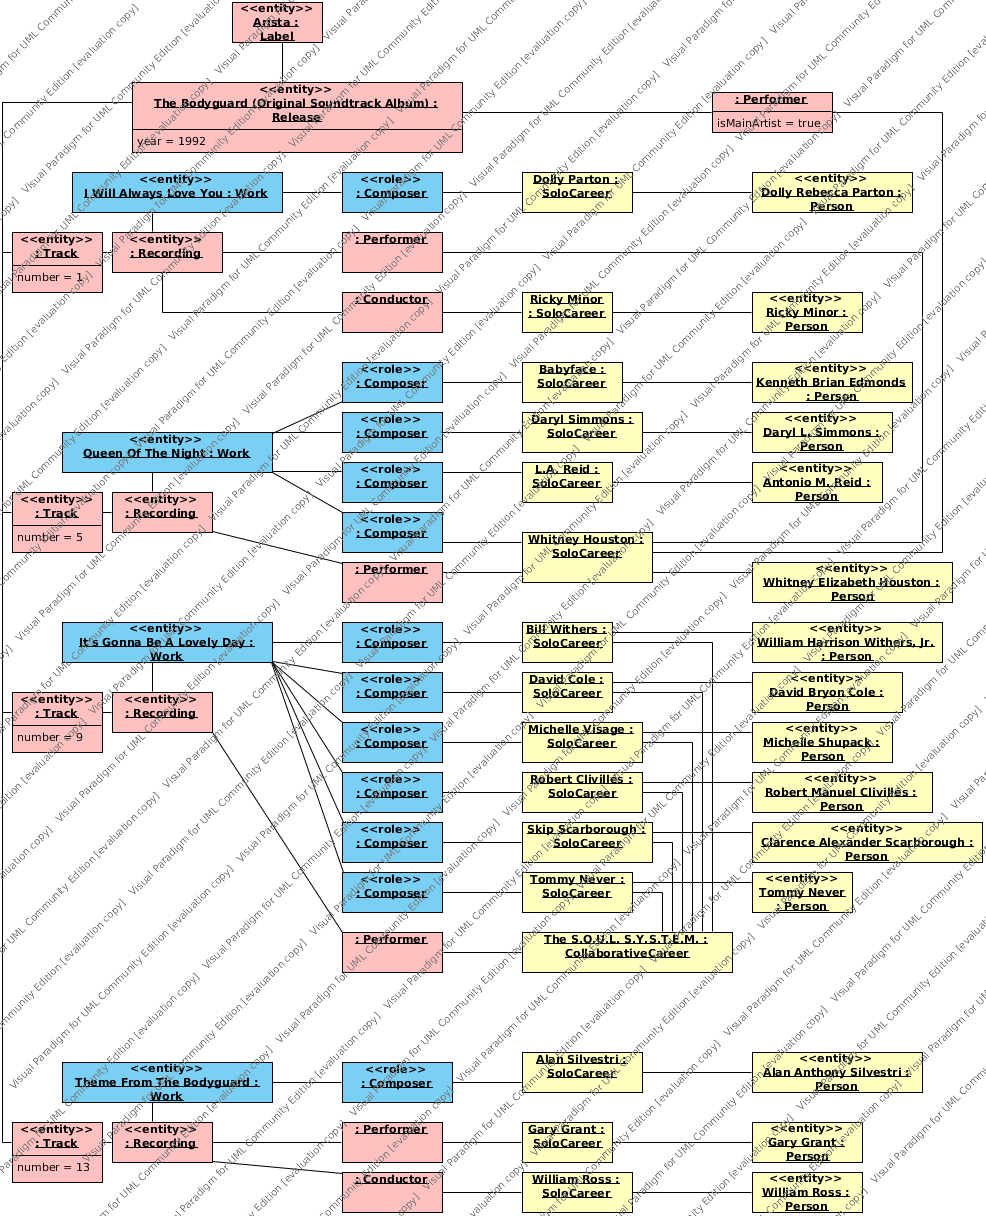 <<entity>>
Arista :
Label
<<entity>>
The Bodyguard (Original Soundtrack Album) :
Release
year = 1992
: Performer
isMainArtist = true
<<entity>>
I Will Always Love You : Work
<<role>>
: Composer
Dolly Parton :
SoloCareer
<<entity>>
Dolly Rebecca Parton :
Person
<<entity>>
: Track
number = 1
<<entity>>
: Recording
: Performer
: Conductor
Ricky Minor
: SoloCareer
<<entity>>
Ricky Minor :
Person
<<role>>
: Composer
Babyface :
SoloCareer
<<entity>>
Kenneth Brian Edmonds
: Person
<<role>>
: Composer
Daryl Simmons :
SoloCareer
<<entity>>
Daryl L. Simmons :
Person
<<entity>>
Queen Of The Night : Work
<<role>>
: Composer
L.A. Reid :
SoloCareer
<<entity>>
Antonio M. Reid :
Person
<<entity>>
: Track
number = 5
<<entity>>
: Recording
<<role>>
: Composer
Whitney Houston :
SoloCareer
: Performer
<<entity>>
Whitney Elizabeth Houston :
Person
<<entity>>
It's Gonna Be A Lovely Day :
Work
<<role>>
: Composer
Bill Withers :
SoloCareer
<<entity>>
William Harrison Withers, Jr.
: Person
<<role>>
: Composer
David Cole :
SoloCareer
<<entity>>
David Bryon Cole :
Person
<<entity>>
: Track
number = 9
<<entity>>
: Recording
<<role>>
: Composer
Michelle Visage :
SoloCareer
<<entity>>
Michelle Shupack :
Person
<<role>>
: Composer
Robert Clivillés :
SoloCareer
<<entity>>
Robert Manuel Clivillés :
Person
<<role>>
: Composer
Skip Scarborough :
SoloCareer
<<entity>>
Clarence Alexander Scarborough :
Person
<<role>>
: Composer
Tommy Never :
SoloCareer
<<entity>>
Tommy Never
: Person
: Performer
The S.O.U.L. S.Y.S.T.E.M. :
CollaborativeCareer
<<entity>>
Theme From The Bodyguard :
Work
<<role>>
: Composer
Alan Silvestri :
SoloCareer
<<entity>>
Alan Anthony Silvestri :
Person
<<entity>>
: Track
number = 13
<<entity>>
: Recording
: Performer
Gary Grant :
SoloCareer
<<entity>>
Gary Grant :
Person
: Conductor
William Ross :
SoloCareer
<<entity>>
William Ross :
Person
Visual Paradigm for UML Community Edition [evaluation copy]